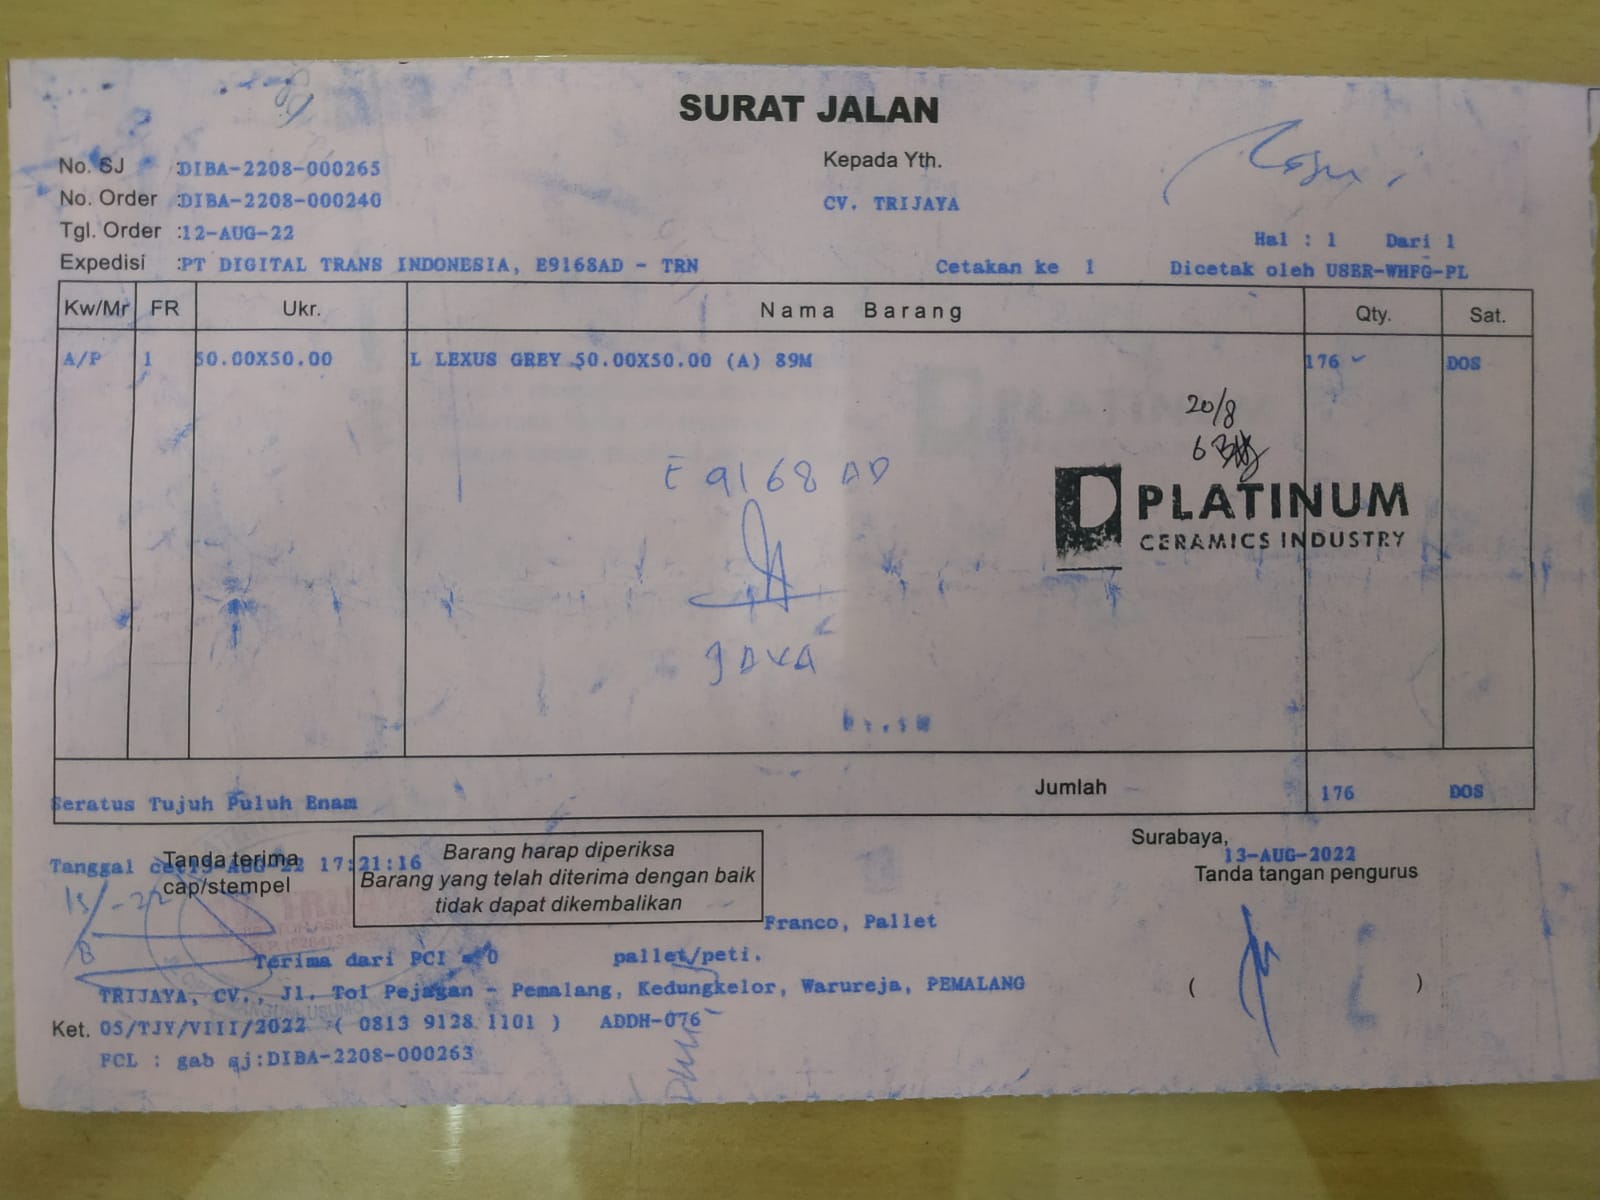 SURAT JALAN
No. SJ :DIBA-2208-000265
Kepada Yth.
No. Order :DIBA-2208-000240
CV. TRIJAYA
Tgl. Order :12-AUG-22
Hal : 1 Dari 1
Expedisi :PT DIGITAL TRANS INDONESIA, E9168AD - TRN
Cetakan ke 1
Dicetak oleh USER-WHFG-PL
Kw/Mr FR Ukr. Nama Barang Qty. Sat.
A/P 1 50.00X50.00 L LEXUS GREY 50.00X50.00 (A) 89M 176 DOS
20/8
6
E 9168 AD
PLATINUM
CERAMICS INDUSTRY
Jumlah 176 DOS
Seratus Tujuh Puluh Enam
Surabaya,
13-AUG-2022
Tanda tangan pengurus
( )
Tanggal 22 17:21:16
Tanda terima
cap/stempel
Barang harap diperiksa
Barang yang telah diterima dengan baik
tidak dapat dikembalikan
Franco, Pallet
Terima dari PCI = 0 pallet/peti.
TRIJAYA, CV., Jl. Tol Pejagan - Pemalang, Kedungkelor, Warureja, PEMALANG
Ket. 05/TJY/VIII/2022 ( 0813 9128 1101 ) ADDH-076
FCL : gab sj:DIBA-2208-000263